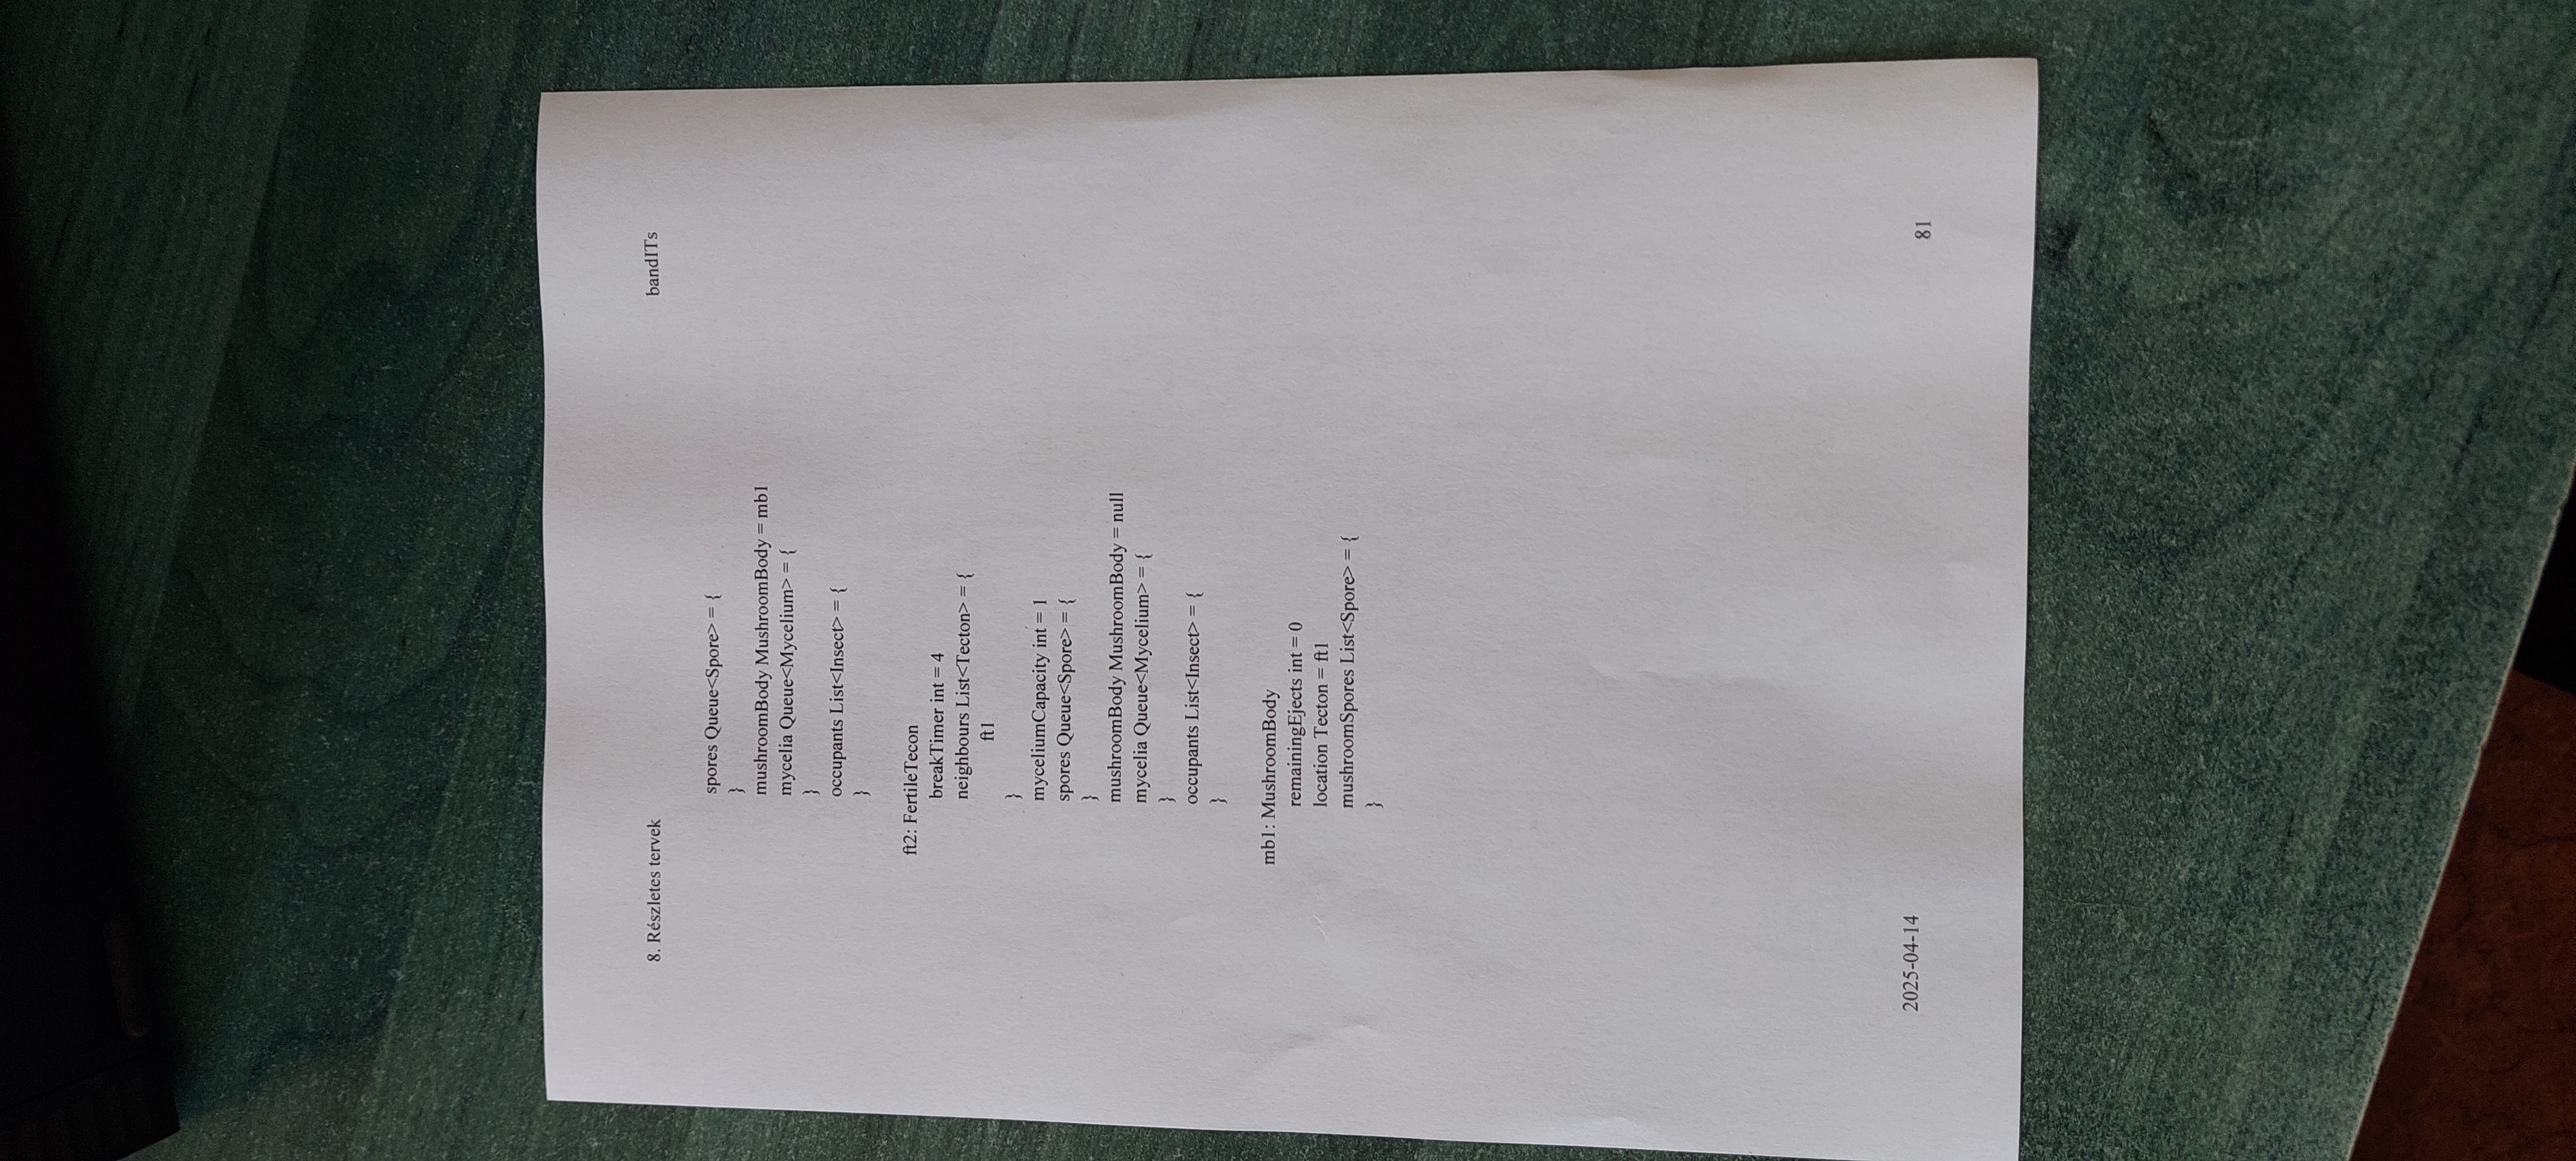 8. Részletes tervek bandITs
spores Queue<Spore> = {
}
mushroomBody MushroomBody = mb1
mycelia Queue<Mycelium> = {
}
occupants List<Insect> = {
}
ft2: FertileTecon
breakTimer int = 4
neighbours List<Tecton> = {
ft1
}
myceliumCapacity int = 1
spores Queue<Spore> = {
}
mushroomBody MushroomBody = null
mycelia Queue<Mycelium> = {
}
occupants List<Insect> = {
}
mb1: MushroomBody
remainingEjects int = 0
location Tecton = ft1
mushroomSpores List<Spore> = {
}
2025-04-14 81